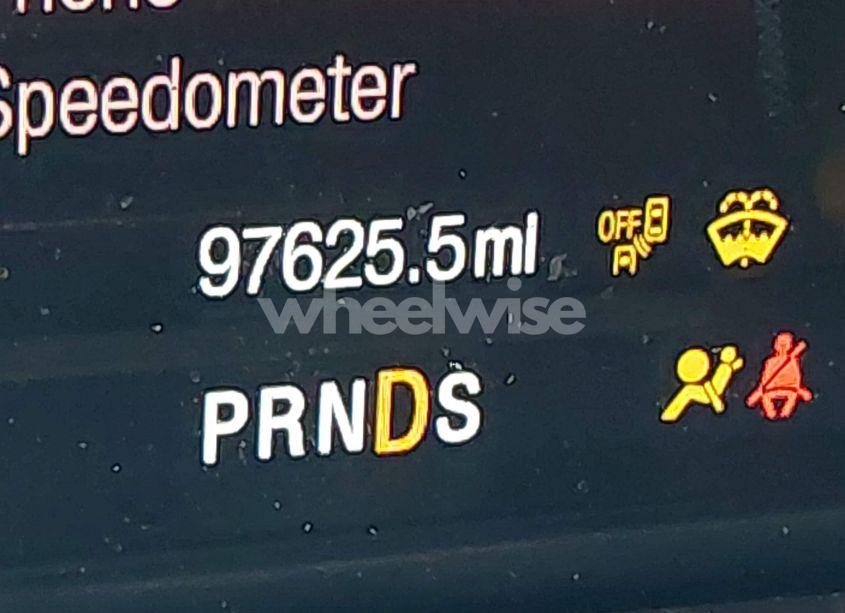 Speedometer
97625.5mi
OFF
wheelwise
PRNDS